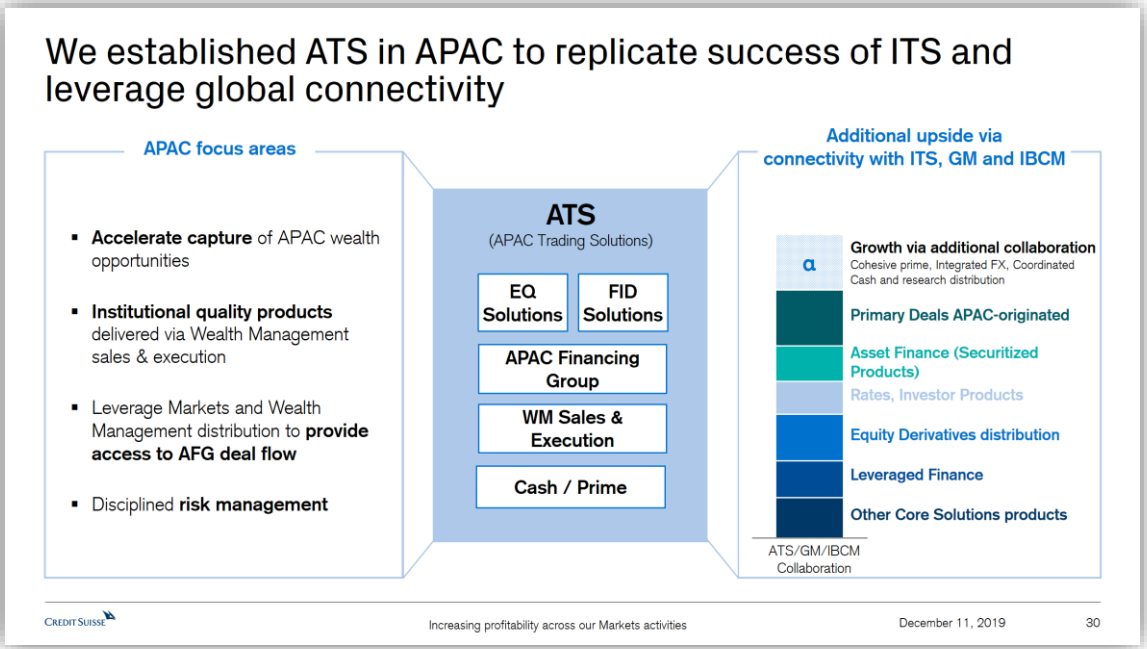 We established ATS in APAC to replicate success of ITS and
leverage global connectivity
APAC focus areas
▪ Accelerate capture of APAC wealth
opportunities
▪ Institutional quality products
delivered via Wealth Management
sales & execution
▪ Leverage Markets and Wealth
Management distribution to provide
access to AFG deal flow
▪ Disciplined risk management
ATS
(APAC Trading Solutions)
EQ
Solutions
FID
Solutions
APAC Financing
Group
WM Sales &
Execution
Cash / Prime
Additional upside via
connectivity with ITS, GM and IBCM
α
Growth via additional collaboration
Cohesive prime, Integrated FX, Coordinated
Cash and research distribution
Primary Deals APAC-originated
Asset Finance (Securitized
Products)
Rates, Investor Products
Equity Derivatives distribution
Leveraged Finance
Other Core Solutions products
ATS/GM/IBCM
Collaboration
CREDIT SUISSE
Increasing profitability across our Markets activities
December 11, 2019
30